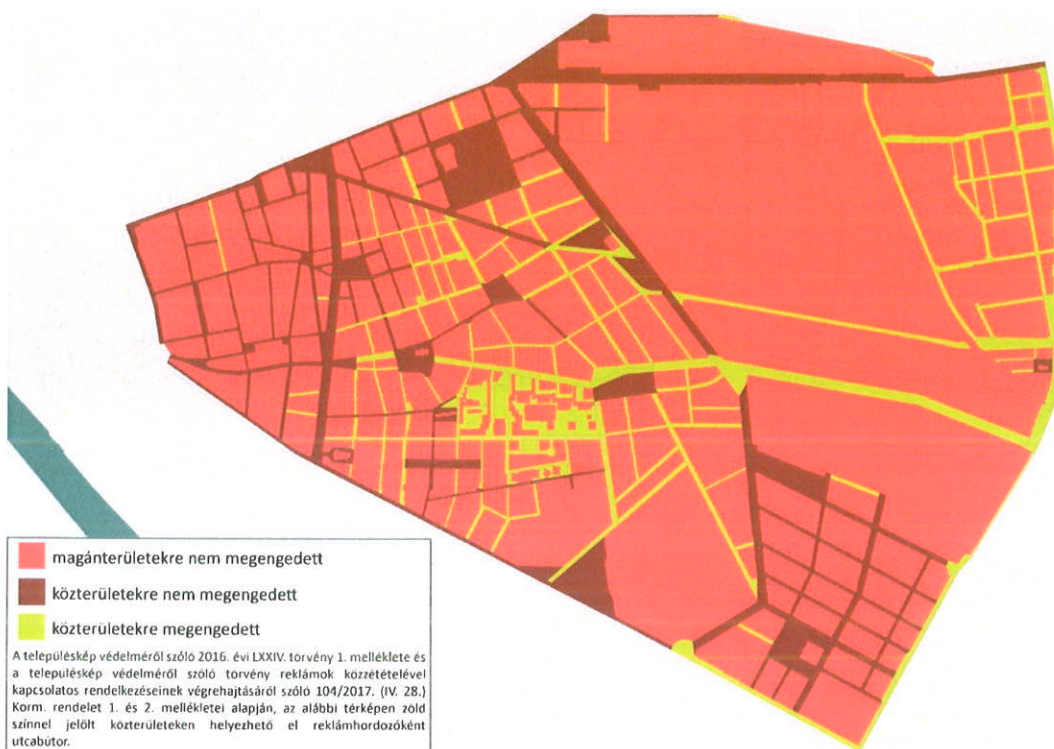 magánterületekre nem megengedett
közterületekre nem megengedett
közterületekre megengedett
A településkép védelméről szóló 2016. évi LXXIV. törvény 1. melléklete és
a településkép védelméről szóló törvény reklámok közzétételével
kapcsolatos rendelkezéseinek végrehajtásáról szóló 104/2017. (IV. 28.)
Korm. rendelet 1. és 2. mellékletei alapján, az alábbi térképen zöld
színnel jelölt közterületeken helyezhető el reklámhordozóként
utcabútor.